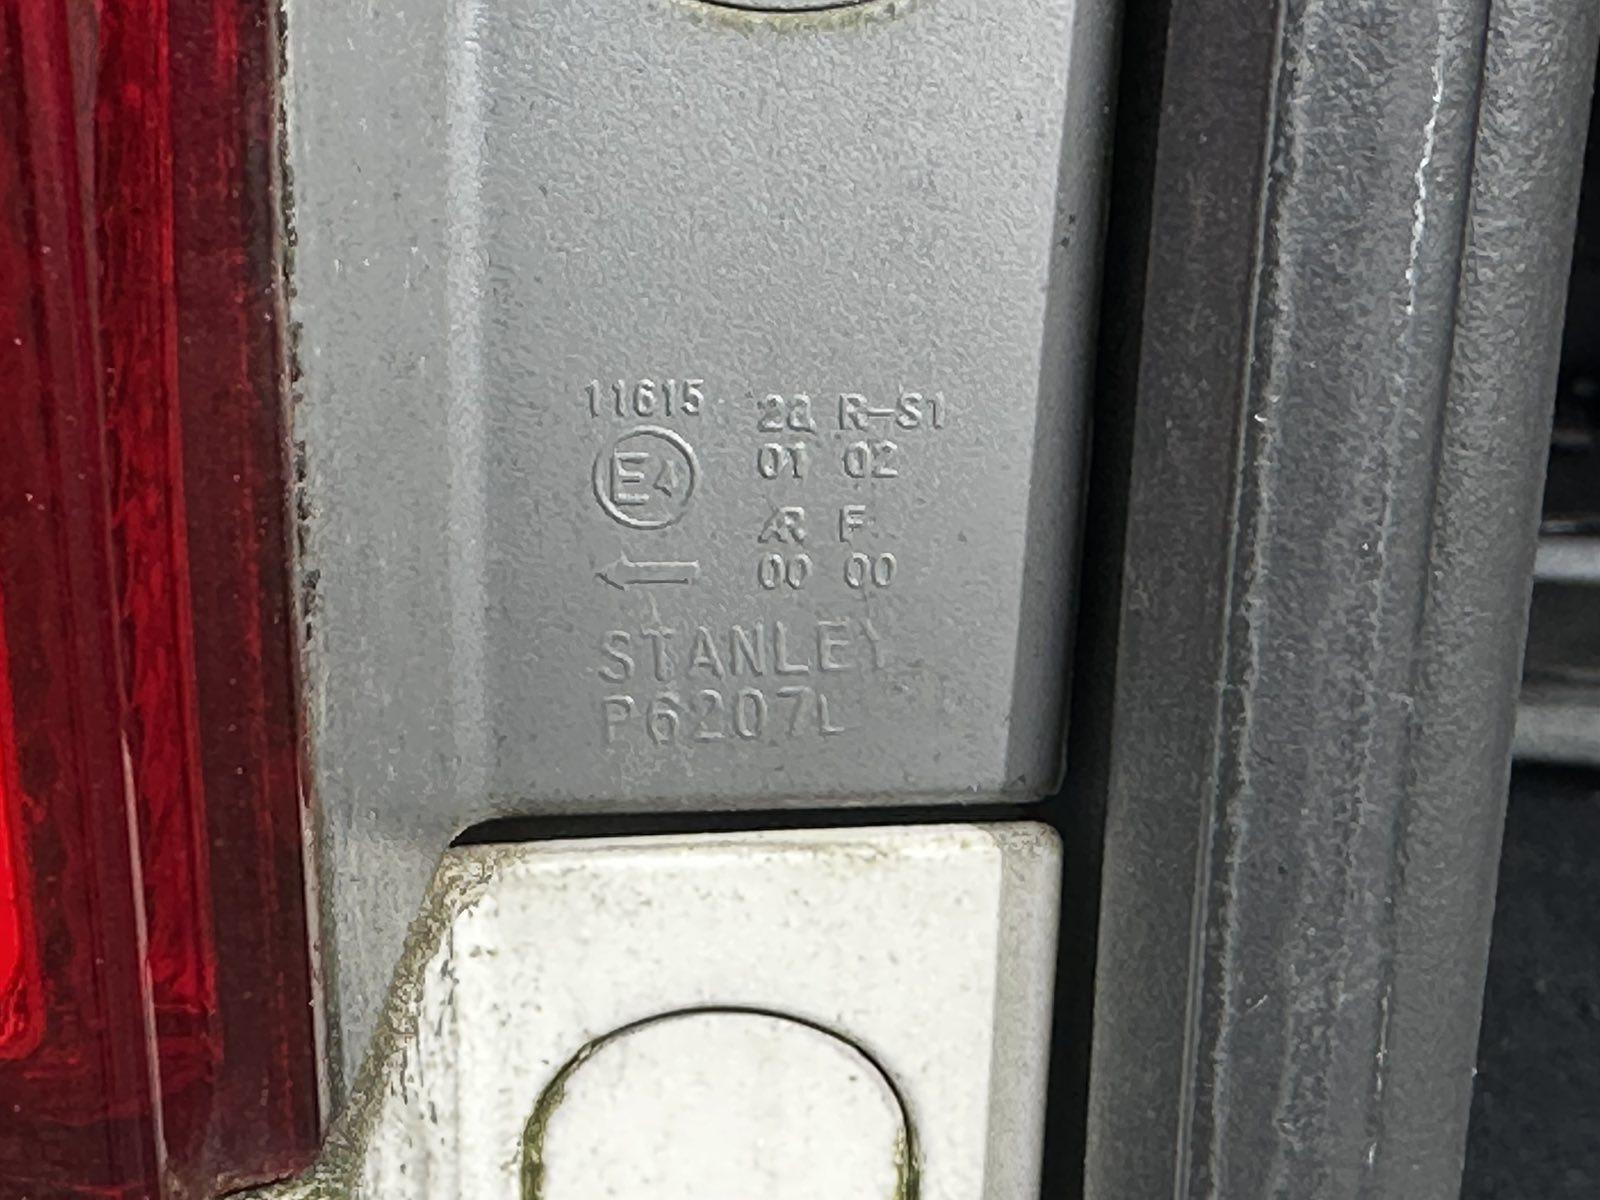 11615
E4
2a R-S1
01 02
AR F
00 00
STANLEY
P6207L